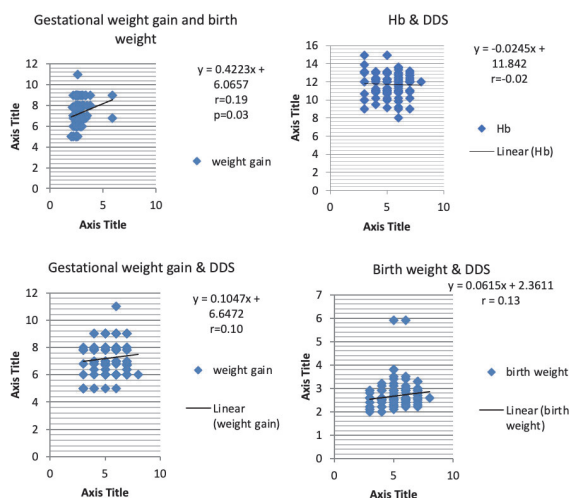 Gestational weight gain and birth
weight
12
10
8
6
4
2
0
0
5
10
Axis Title
Axis Title
y = 0.4223x +
6.0657
r=0.19
p=0.03
weight gain
Hb & DDS
16
14
12
10
8
6
4
2
0
0
5
10
Axis Title
Axis Title
y = -0.0245x +
11.842
r=-0.02
Hb
Linear (Hb)
Gestational weight gain & DDS
12
10
8
6
4
2
0
0
5
10
Axis Title
Axis Title
y = 0.1047x +
6.6472
r=0.10
weight gain
Linear
(weight gain)
Birth weight & DDS
y = 0.0615x + 2.3611
r = 0.13
7
6
5
4
3
2
1
0
0
5
10
Axis Title
Axis Title
birth weight
Linear (birth
weight)